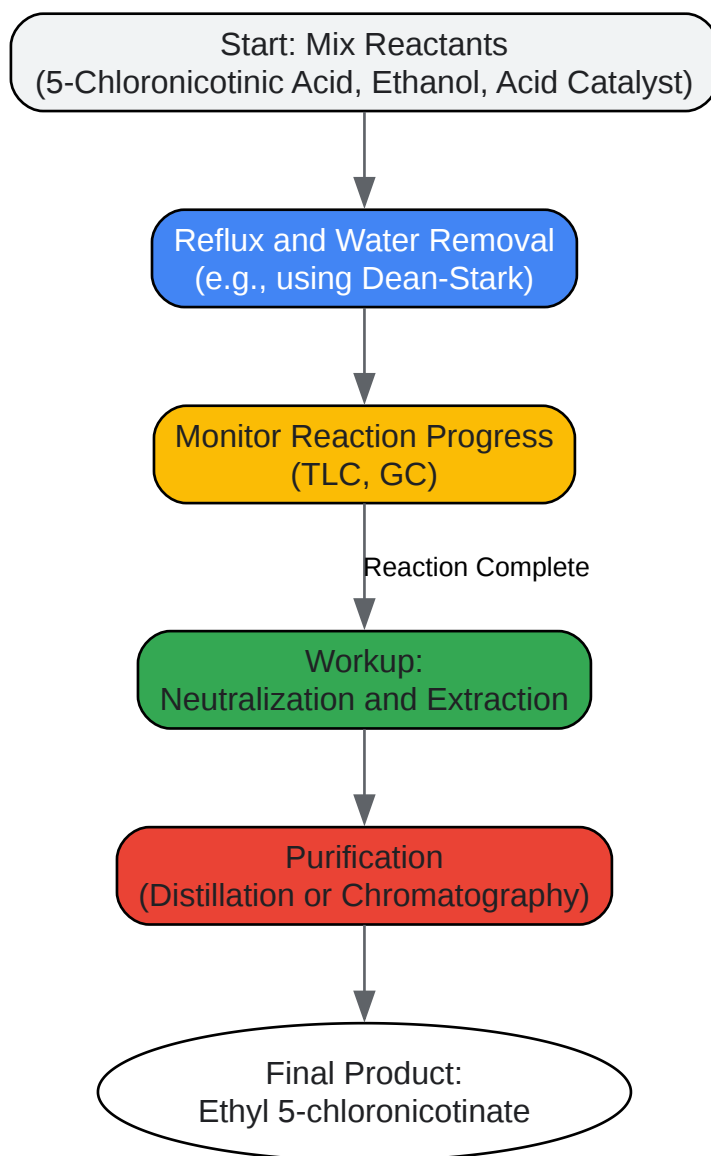 Start: Mix Reactants
(5-Chloronicotinic Acid, Ethanol, Acid Catalyst)
Reflux and Water Removal
(e.g., using Dean-Stark)
Monitor Reaction Progress
(TLC, GC)
Reaction Complete
Workup:
Neutralization and Extraction
Purification
(Distillation or Chromatography)
Final Product:
Ethyl 5-chloronicotinate